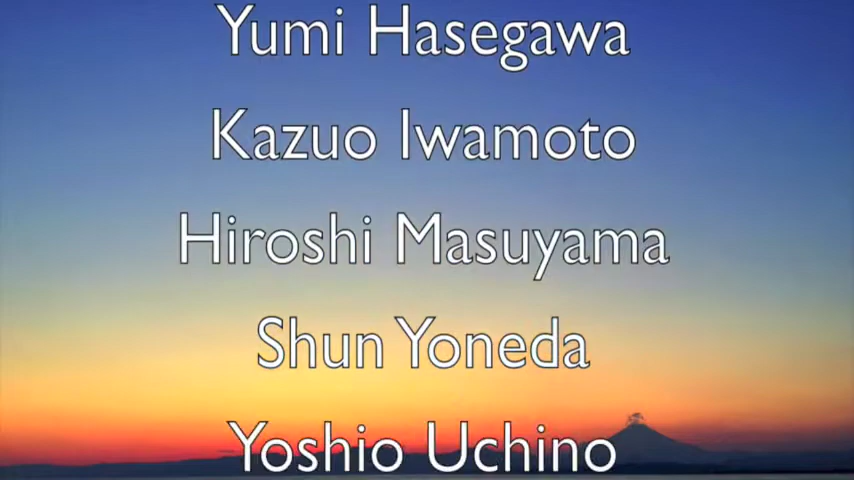 Yumi Hasegawa
Kazuo Iwamoto
Hiroshi Masuyama
Shun Yoneda
Yoshio Uchino